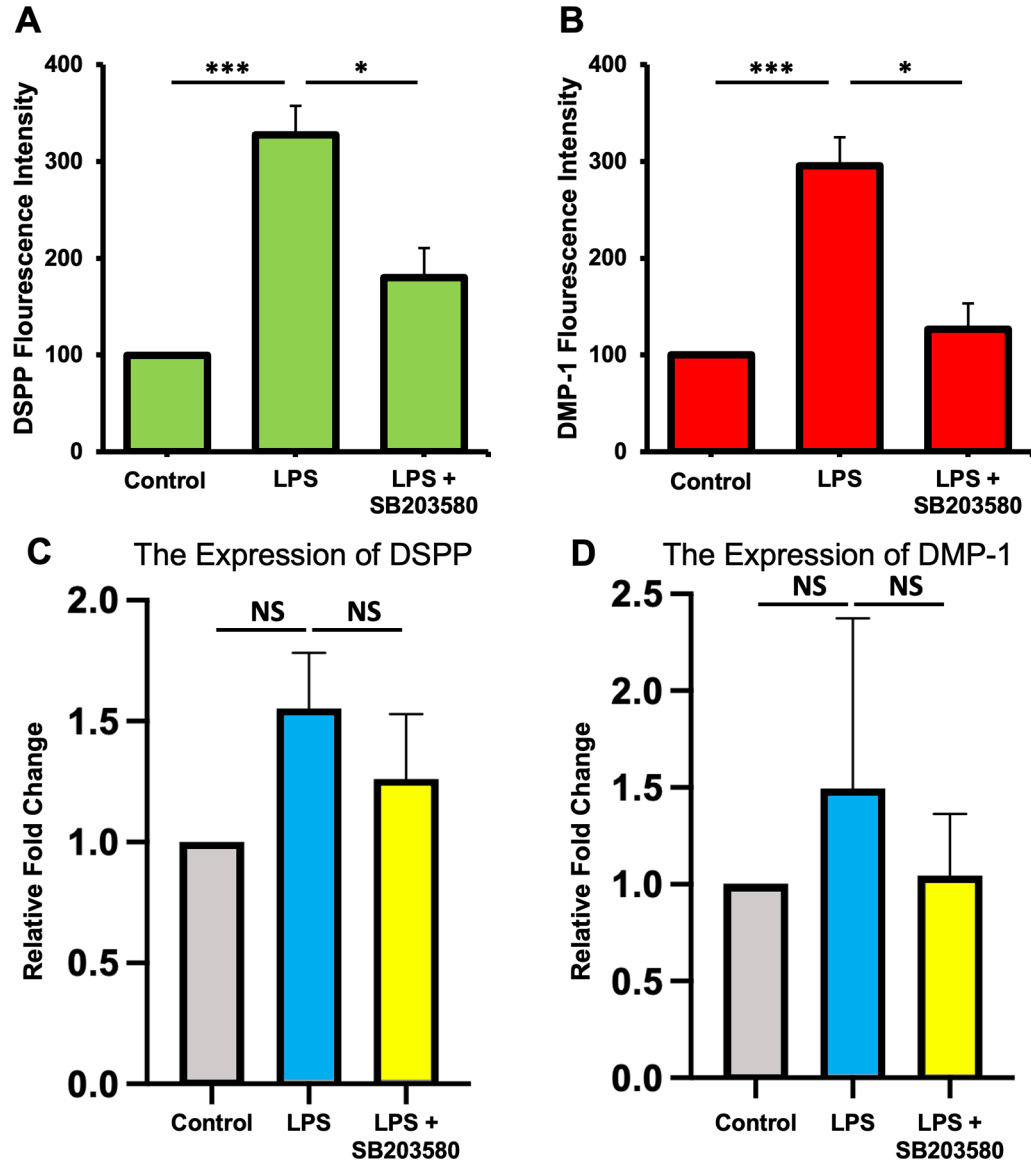 A
DSPP Flourescence Intensity
400
300
200
100
0
***
*
Control
LPS
LPS +
SB203580
B
DMP-1 Flourescence Intensity
400
300
200
100
0
***
*
Control
LPS
LPS +
SB203580
C
The Expression of DSPP
Relative Fold Change
2.0
1.5
1.0
0.5
0.0
NS
NS
Control
LPS
LPS +
SB203580
D
The Expression of DMP-1
Relative Fold Change
2.5
2.0
1.5
1.0
0.5
0.0
NS
NS
Control
LPS
LPS +
SB203580